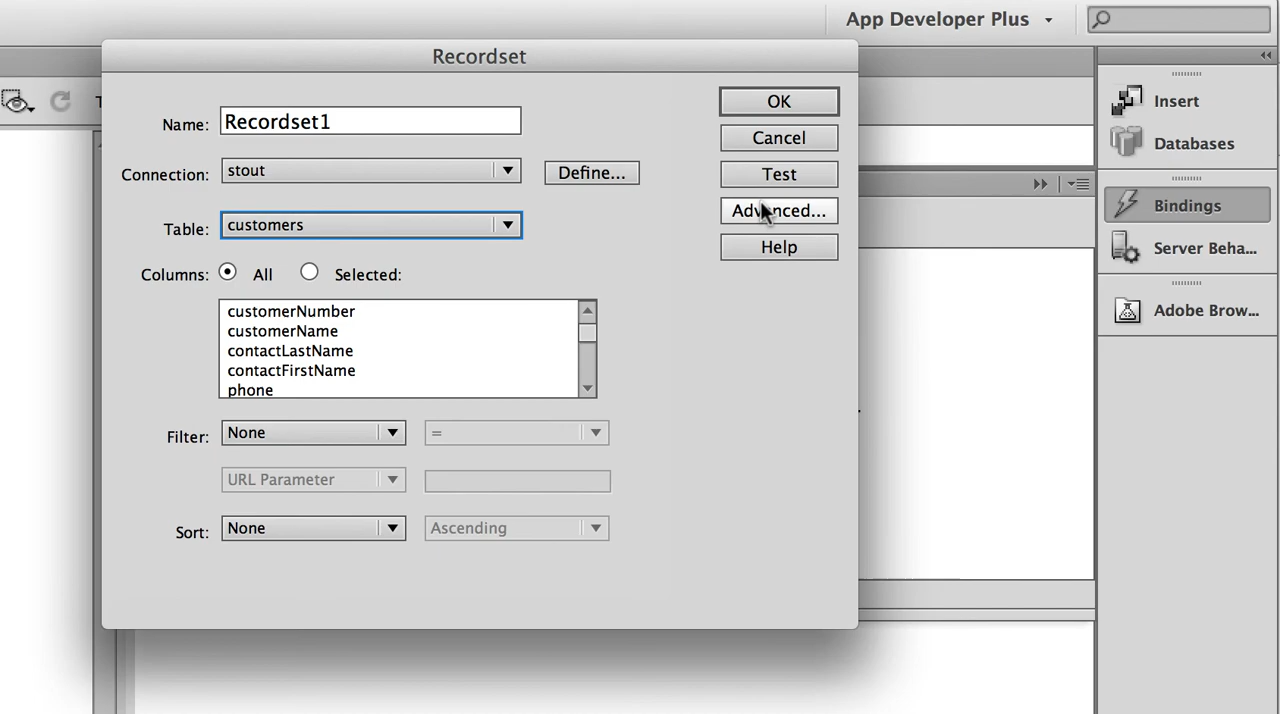 App Developer Plus
Recordset
Name: Recordset1
OK
Connection: stout
Define...
Cancel
Test
Table: customers
Advanced...
Help
Columns: All Selected:
customerNumber
customerName
contactLastName
contactFirstName
phone
Filter: None =
URL Parameter
Sort: None Ascending
Insert
Databases
Bindings
Server Beha...
Adobe Brow...